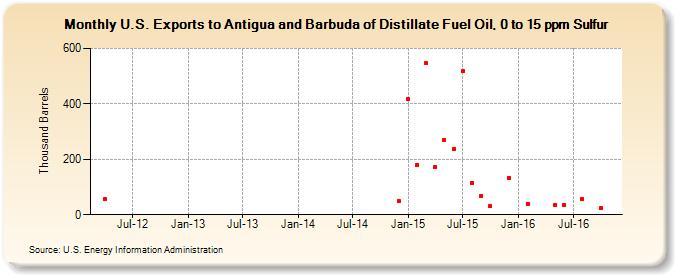 Monthly U.S. Exports to Antigua and Barbuda of Distillate Fuel Oil, 0 to 15 ppm Sulfur
Thousand Barrels
600
400
200
0
Jul-12 Jan-13 Jul-13 Jan-14 Jul-14 Jan-15 Jul-15 Jan-16 Jul-16
Source: U.S. Energy Information Administration